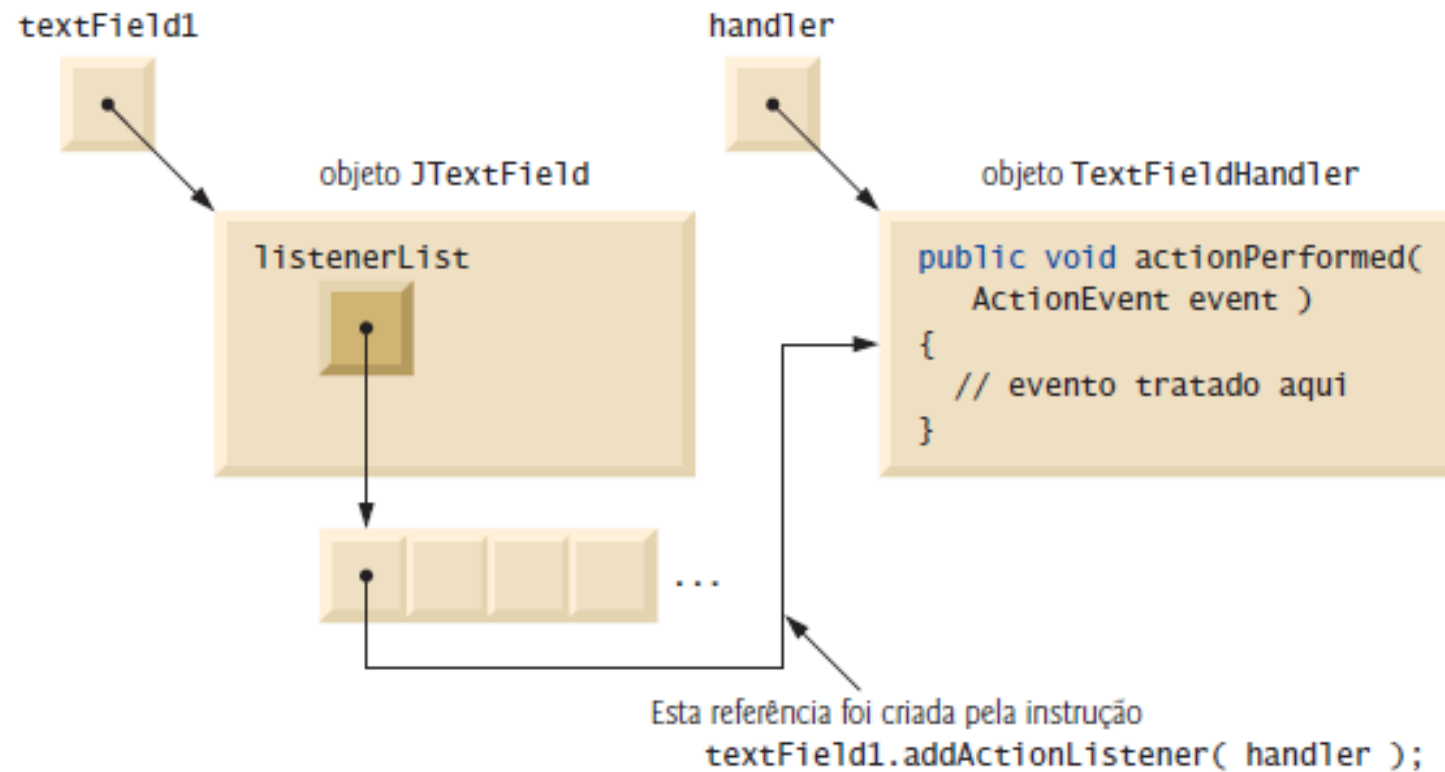 textField1
handler
objeto JTextField
objeto TextFieldHandler
listenerList
public void actionPerformed(
ActionEvent event )
{
// evento tratado aqui
}
...
Esta referência foi criada pela instrução
textField1.addActionListener( handler );